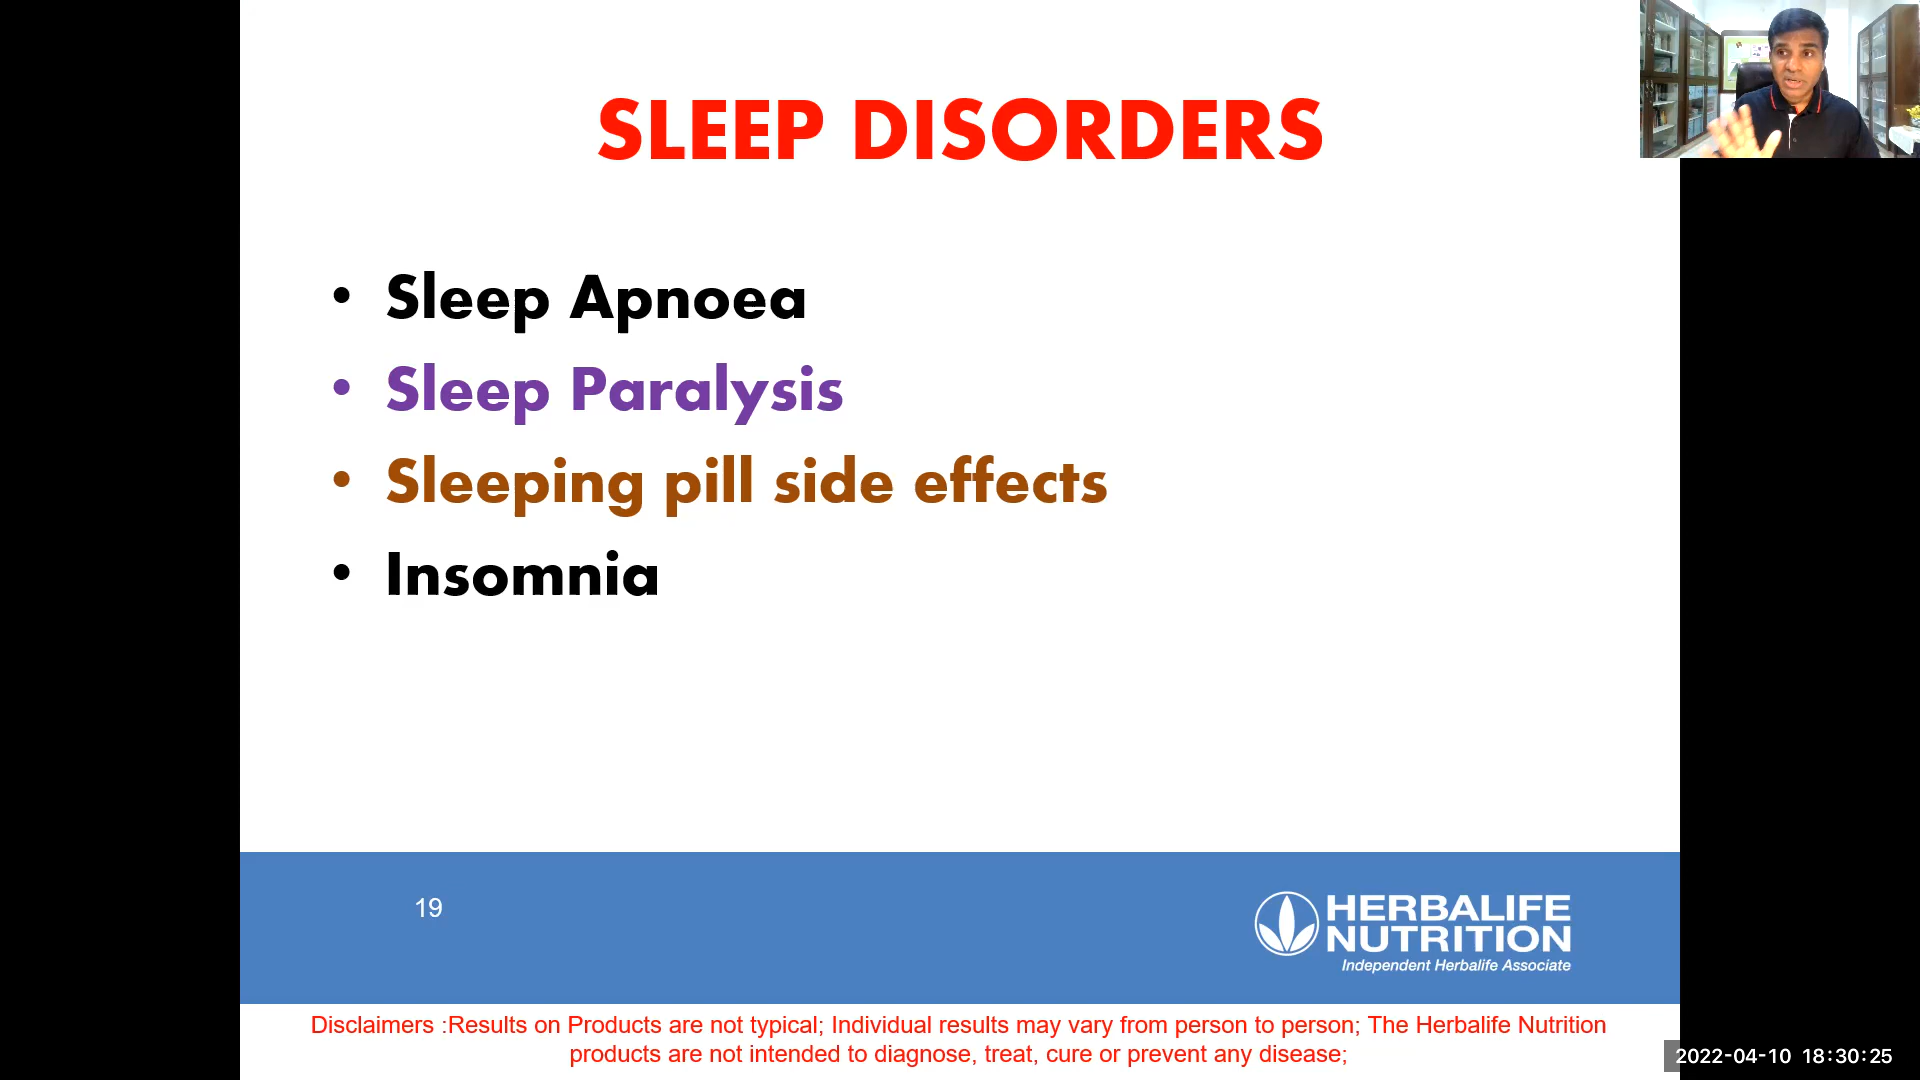 SLEEP DISORDERS
• Sleep Apnoea
• Sleep Paralysis
• Sleeping pill side effects
• Insomnia
19
HERBALIFE
NUTRITION
Independent Herbalife Associate
Disclaimers :Results on Products are not typical; Individual results may vary from person to person; The Herbalife Nutrition
products are not intended to diagnose, treat, cure or prevent any disease;
2022-04-10 18:30:25